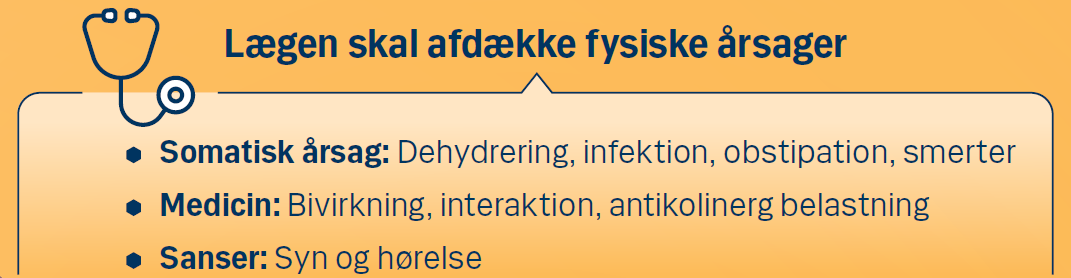 Lægen skal afdække fysiske årsager
Somatisk årsag: Dehydrering, infektion, obstipation, smerter
Medicin: Bivirkning, interaktion, antikolinerg belastning
Sanser: Syn og hørelse